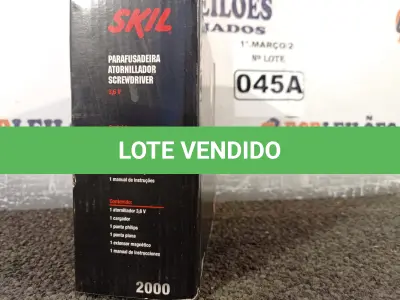 SKIL
PARAFUSADEIRA
ATORNILLADOR
SCREWDRIVER
3,6 V
LEILÕES
1ª MARÇO/2
Nº LOTE
045A
LOTE VENDIDO
1 manual de instruções
Contenido:
1 atornillador 3,6 V
1 cargador
1 punta philips
1 punta plana
1 extensor magnético
1 manual de instrucciones
2000